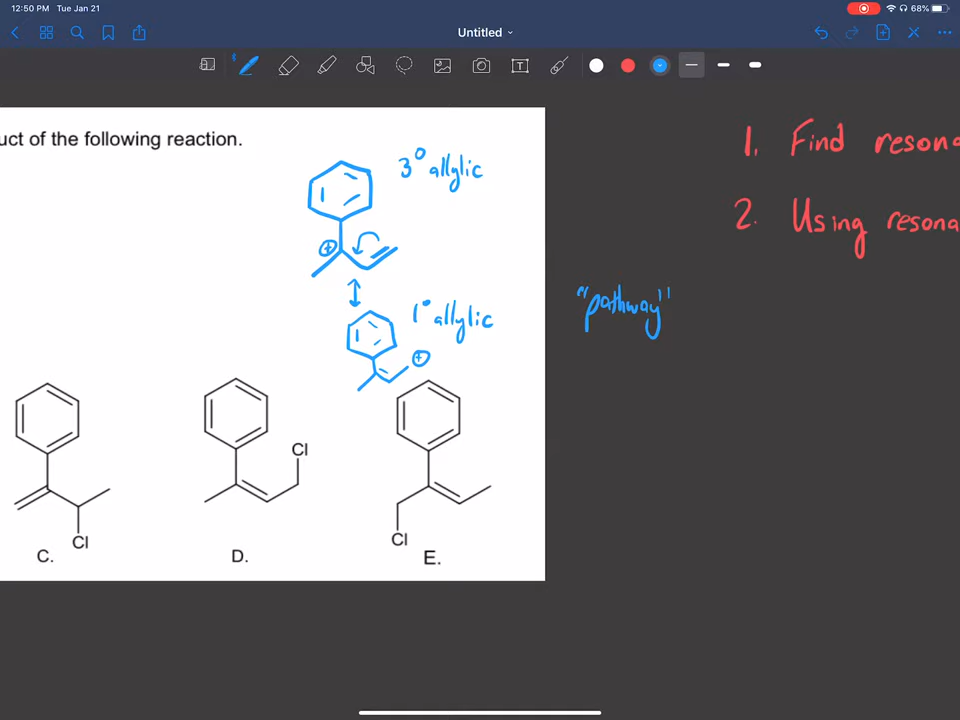 12:50 PM Tue Jan 21
68%
Untitled
T
uct of the following reaction.
3° allylic
+
1° allylic
+
"pathway"
1. Find resona
2. Using resona
Cl
Cl
Cl
C.
D.
E.